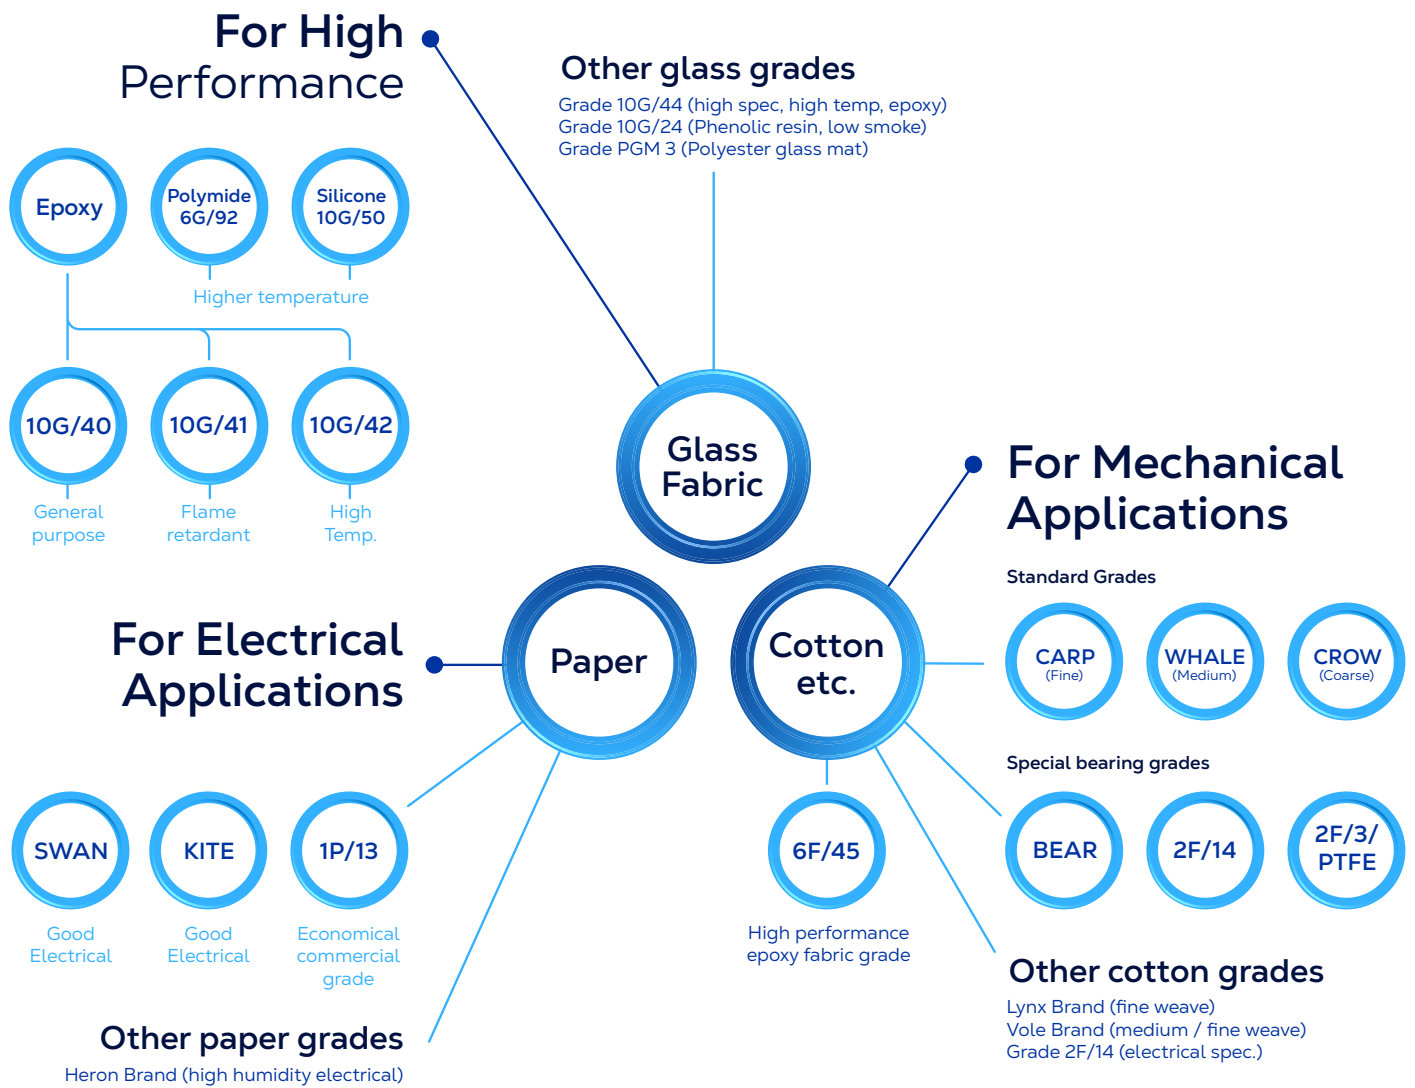 For High
Performance
Other glass grades
Grade 10G/44 (high spec, high temp, epoxy)
Grade 10G/24 (Phenolic resin, low smoke)
Grade PGM 3 (Polyester glass mat)
Epoxy
Polymide
6G/92
Silicone
10G/50
Higher temperature
10G/40
10G/41
10G/42
General
purpose
Flame
retardant
High
Temp.
Glass
Fabric
For Mechanical
Applications
Standard Grades
CARP
(Fine)
WHALE
(Medium)
CROW
(Coarse)
For Electrical
Applications
Paper
Cotton
etc.
Special bearing grades
BEAR
2F/14
2F/3/
PTFE
SWAN
KITE
1P/13
Good
Electrical
Good
Electrical
Economical
commercial
grade
6F/45
High performance
epoxy fabric grade
Other cotton grades
Lynx Brand (fine weave)
Vole Brand (medium / fine weave)
Grade 2F/14 (electrical spec.)
Other paper grades
Heron Brand (high humidity electrical)